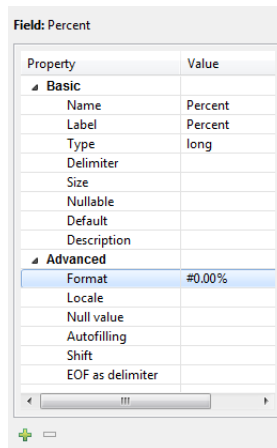 Field: Percent
Property Value
Basic
Name Percent
Label Percent
Type long
Delimiter
Size
Nullable
Default
Description
Advanced
Format #0.00%
Locale
Null value
Autofilling
Shift
EOF as delimiter